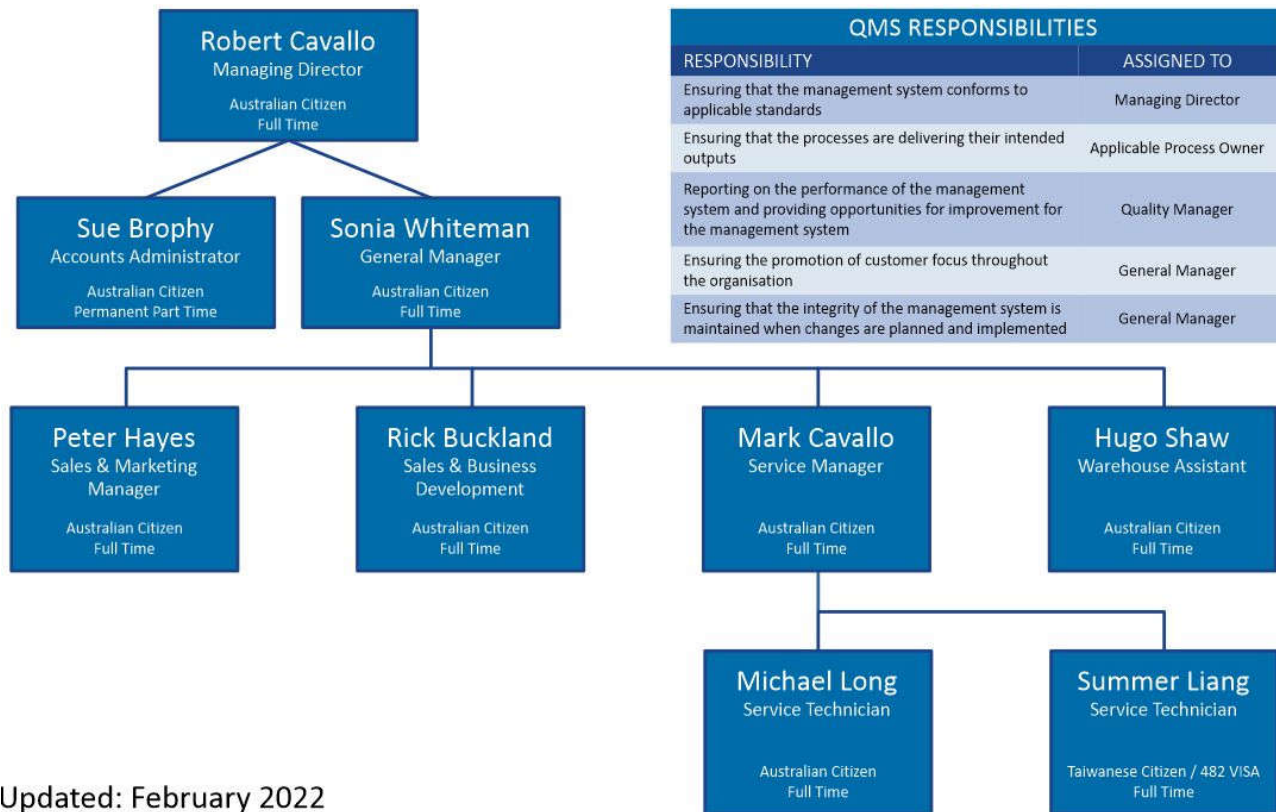 Robert Cavallo
Managing Director
Australian Citizen
Full Time
QMS RESPONSIBILITIES
RESPONSIBILITY ASSIGNED TO
Ensuring that the management system conforms to
applicable standards
Managing Director
Ensuring that the processes are delivering their intended
outputs
Applicable Process Owner
Reporting on the performance of the management
system and providing opportunities for improvement for
the management system
Quality Manager
Ensuring the promotion of customer focus throughout
the organisation
General Manager
Ensuring that the integrity of the management system is
maintained when changes are planned and implemented
General Manager
Sue Brophy
Accounts Administrator
Australian Citizen
Permanent Part Time
Sonia Whiteman
General Manager
Australian Citizen
Full Time
Peter Hayes
Sales & Marketing
Manager
Australian Citizen
Full Time
Rick Buckland
Sales & Business
Development
Australian Citizen
Full Time
Mark Cavallo
Service Manager
Australian Citizen
Full Time
Hugo Shaw
Warehouse Assistant
Australian Citizen
Full Time
Michael Long
Service Technician
Australian Citizen
Full Time
Summer Liang
Service Technician
Taiwanese Citizen / 482 VISA
Full Time
Updated: February 2022